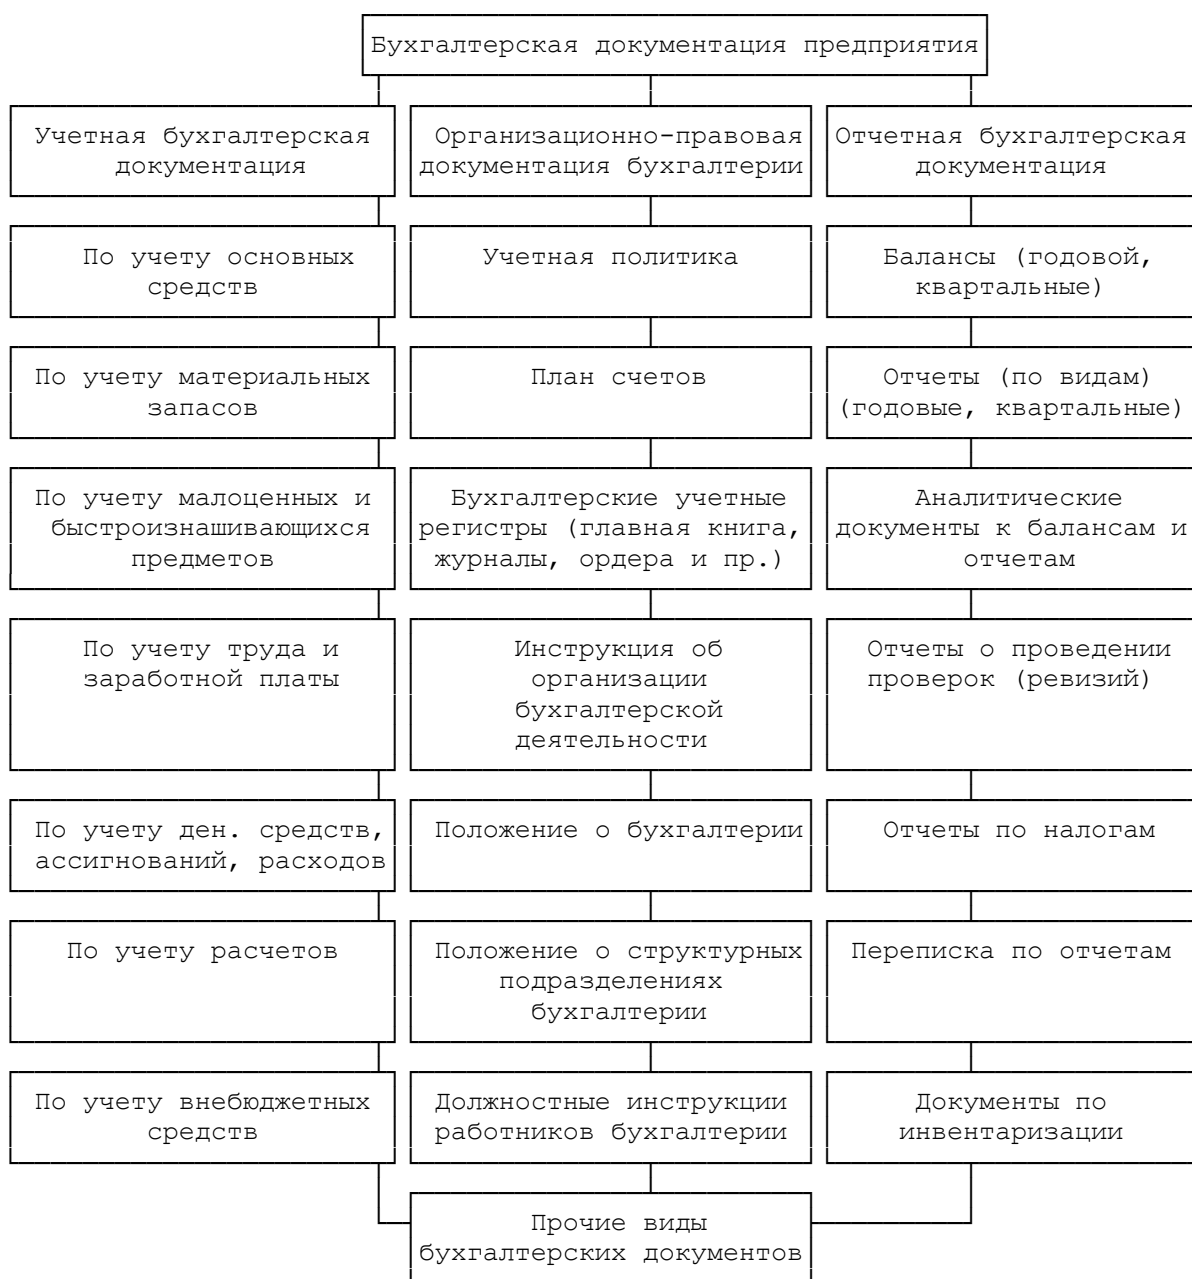 Бухгалтерская документация предприятия
Учетная бухгалтерская
документация
Организационно-правовая
документация бухгалтерии
Отчетная бухгалтерская
документация
По учету основных
средств
Учетная политика
Балансы (годовой,
квартальные)
По учету материальных
запасов
План счетов
Отчеты (по видам)
(годовые, квартальные)
По учету малоценных и
быстроизнашивающихся
предметов
Бухгалтерские учетные
регистры (главная книга,
журналы, ордера и пр.)
Аналитические
документы к балансам и
отчетам
По учету труда и
заработной платы
Инструкция об
организации
бухгалтерской
деятельности
Отчеты о проведении
проверок (ревизий)
По учету ден. средств,
ассигнований, расходов
Положение о бухгалтерии
Отчеты по налогам
По учету расчетов
Положение о структурных
подразделениях
бухгалтерии
Переписка по отчетам
По учету внебюджетных
средств
Должностные инструкции
работников бухгалтерии
Документы по
инвентаризации
Прочие виды
бухгалтерских документов